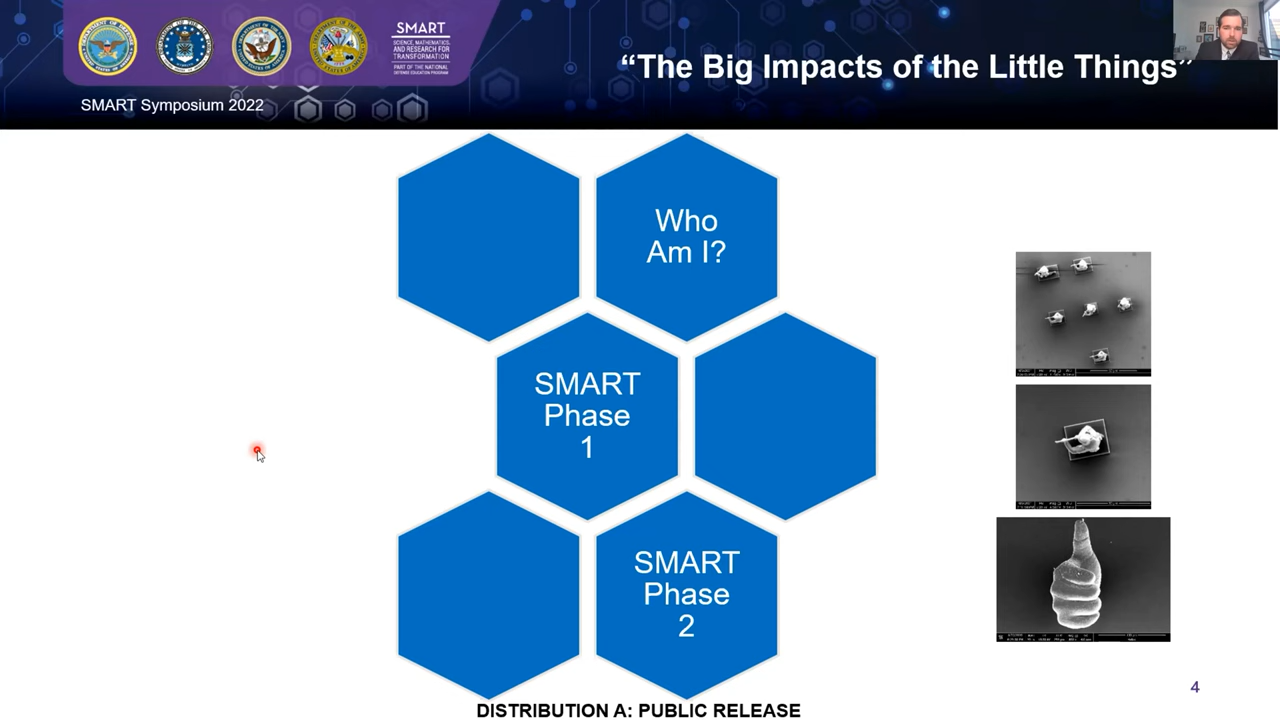 SMART
SCIENCE, MATHEMATICS,
AND RESEARCH FOR
TRANSFORMATION
PART OF THE NATIONAL
DEFENSE EDUCATION PROGRAM
SMART Symposium 2022
“The Big Impacts of the Little Things”
Who
Am I?
SMART
Phase
1
SMART
Phase
2
4
DISTRIBUTION A: PUBLIC RELEASE